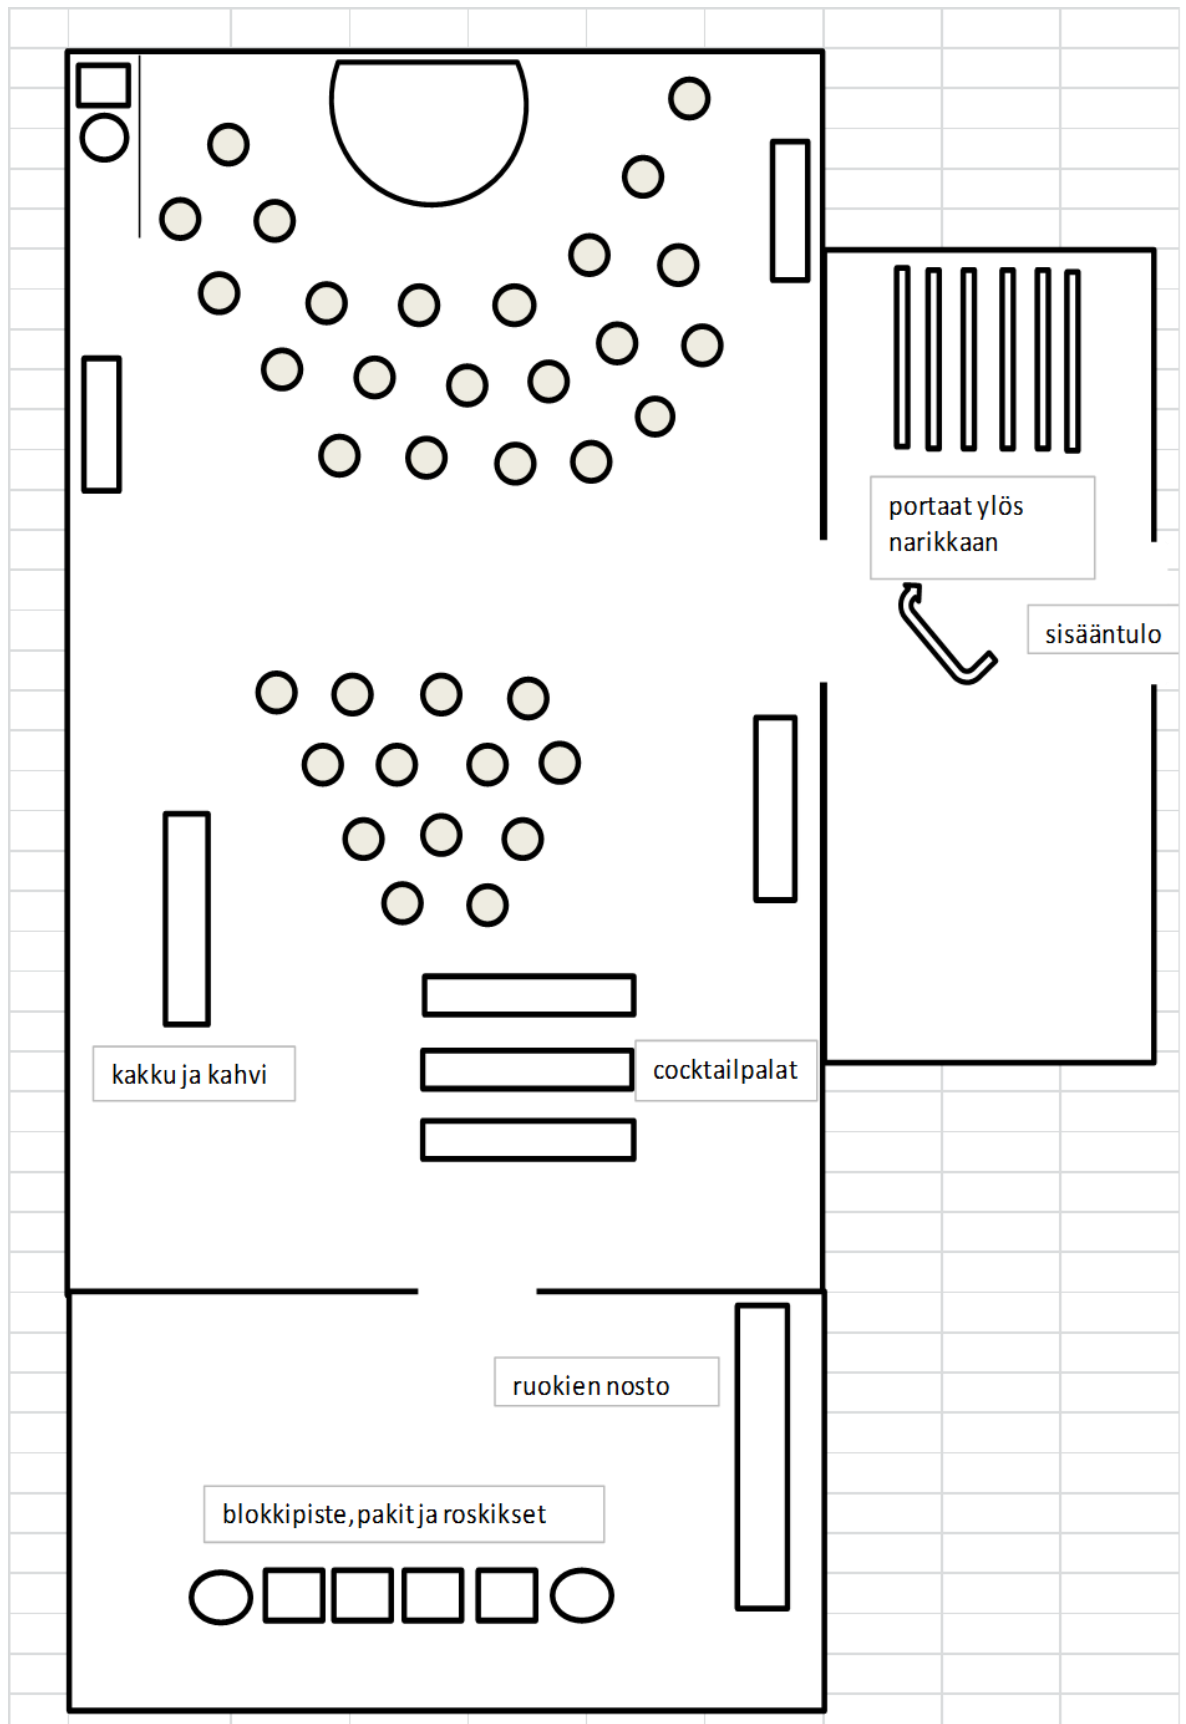 portaat ylös
narikkaan
sisääntulo
kakku ja kahvi
cocktailpalat
ruokien nosto
blokkipiste, pakit ja roskikset